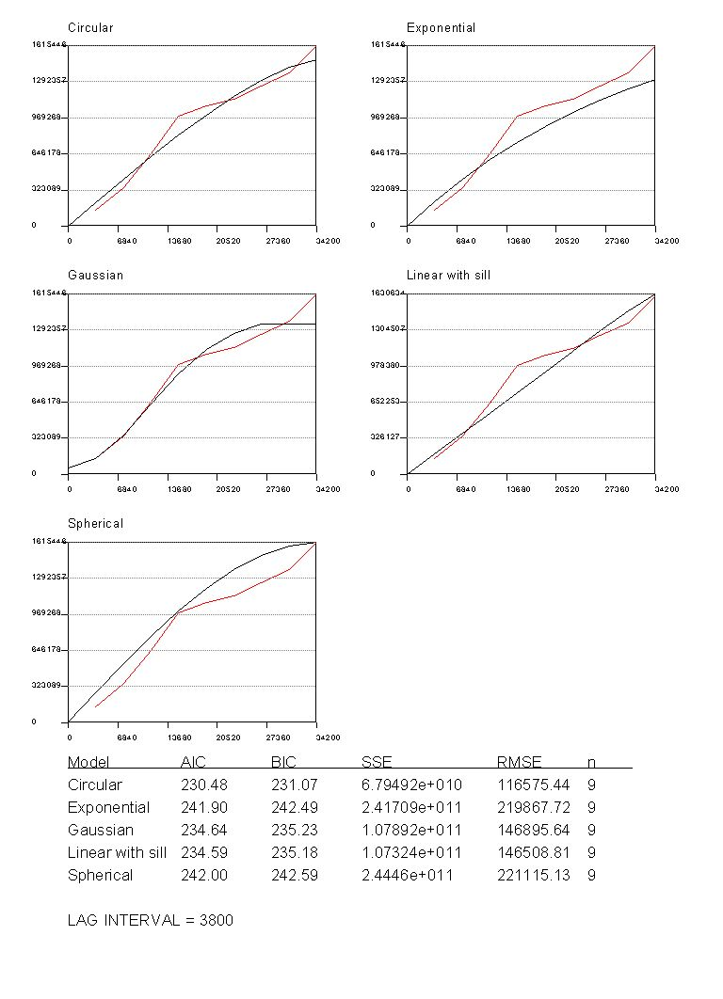 Circular
Exponential
1615446
1615446
1292357
1292357
969268
969268
646178
646178
323089
323089
0
0
0 6840 13680 20520 27360 34200
0 6840 13680 20520 27360 34200
Gaussian
Linear with sill
1615446
1630634
1292357
1304507
969268
978380
646178
652253
323089
326127
0
0
0 6840 13680 20520 27360 34200
0 6840 13680 20520 27360 34200
Spherical
1615446
1292357
969268
646178
323089
0
0 6840 13680 20520 27360 34200
Model AIC BIC SSE RMSE n
Circular 230.48 231.07 6.79492e+010 116575.44 9
Exponential 241.90 242.49 2.41709e+011 219867.72 9
Gaussian 234.64 235.23 1.07892e+011 146895.64 9
Linear with sill 234.59 235.18 1.07324e+011 146508.81 9
Spherical 242.00 242.59 2.4446e+011 221115.13 9
LAG INTERVAL = 3800